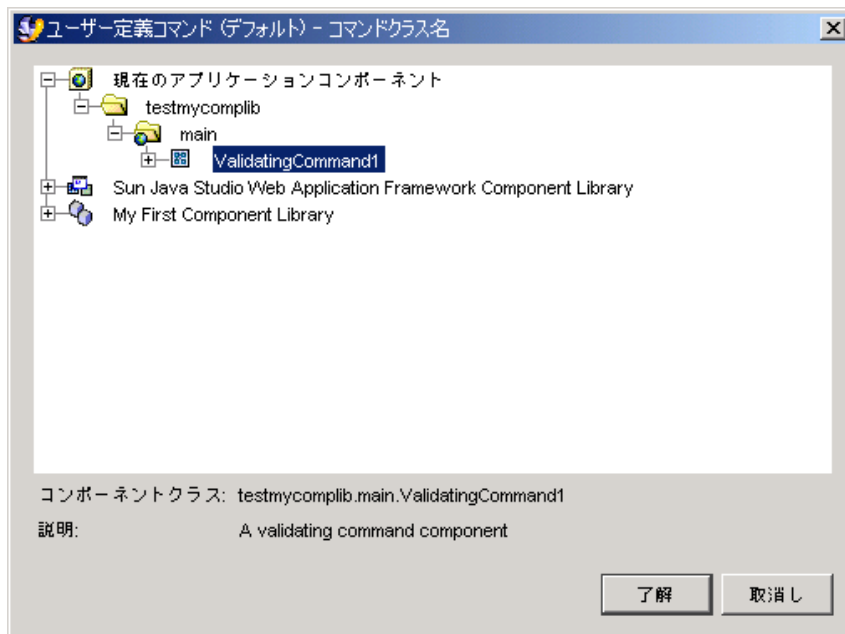 ユーザー定義コマンド (デフォルト) - コマンドクラス名
現在のアプリケーションコンポーネント
testmycomplib
main
ValidatingCommand1
Sun Java Studio Web Application Framework Component Library
My First Component Library
コンポーネントクラス: testmycomplib.main.ValidatingCommand1
説明: A validating command component
了解 取消し